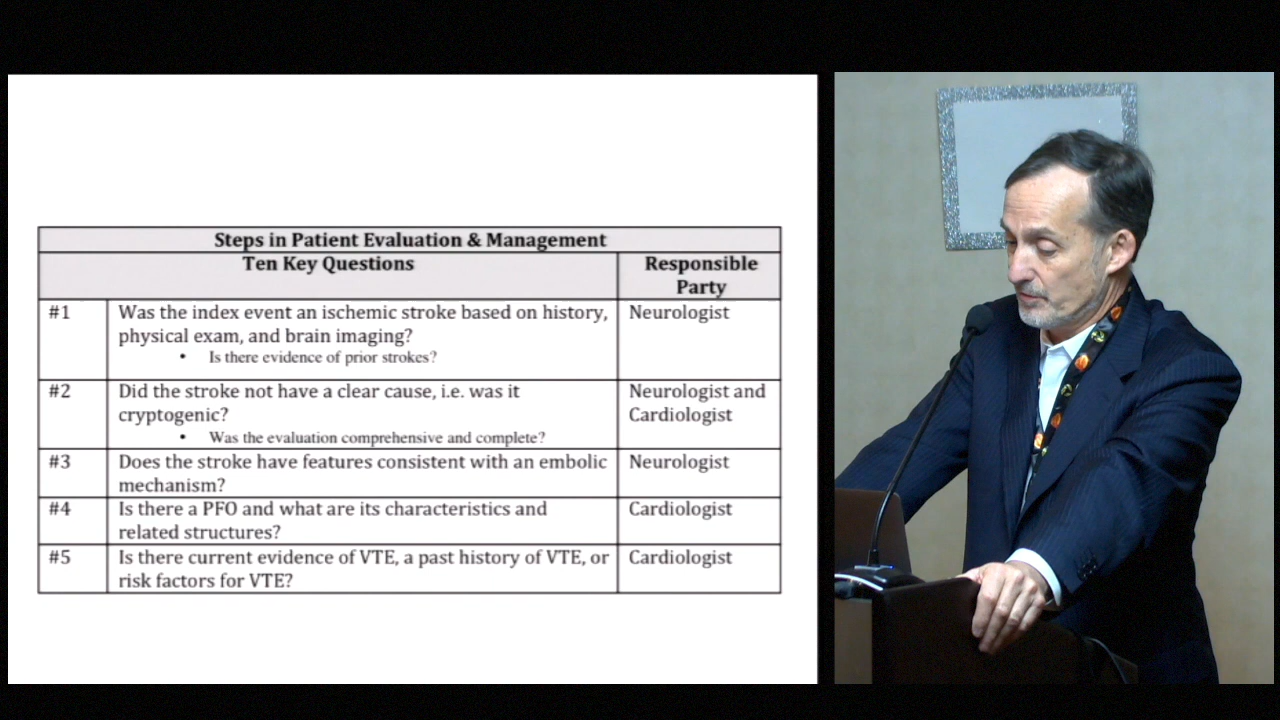 Steps in Patient Evaluation & Management
Ten Key Questions
Responsible
Party
#1
Was the index event an ischemic stroke based on history,
physical exam, and brain imaging?
• Is there evidence of prior strokes?
Neurologist
#2
Did the stroke not have a clear cause, i.e. was it
cryptogenic?
• Was the evaluation comprehensive and complete?
Neurologist and
Cardiologist
#3
Does the stroke have features consistent with an embolic
mechanism?
Neurologist
#4
Is there a PFO and what are its characteristics and
related structures?
Cardiologist
#5
Is there current evidence of VTE, a past history of VTE, or
risk factors for VTE?
Cardiologist